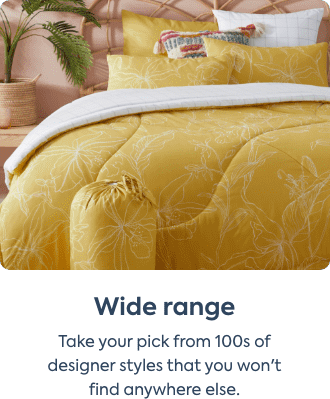 Wide range
Take your pick from 100s of
designer styles that you won't
find anywhere else.